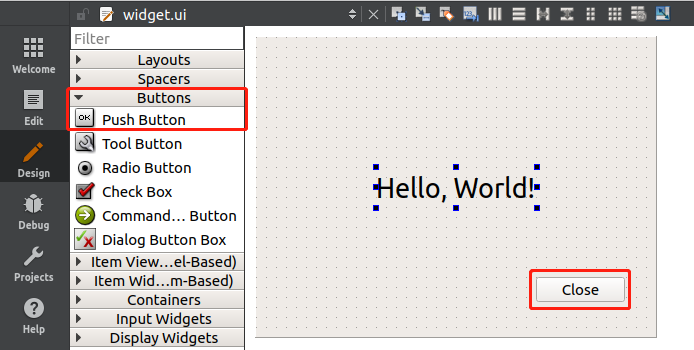 widget.ui
Welcome
Edit
Design
Debug
Projects
Help
Filter
Layouts
Spacers
Buttons
OK
Push Button
Tool Button
Radio Button
Check Box
Command… Button
Dialog Button Box
Item View…el-Based)
Item Wid…m-Based)
Containers
Input Widgets
Display Widgets
Hello, World!
Close